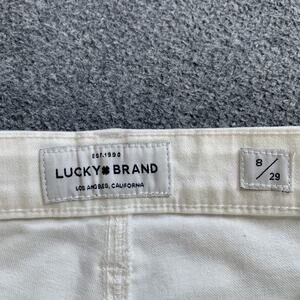 EST. 1990
LUCKY BRAND
LOS ANGELES, CALIFORNIA
8/29